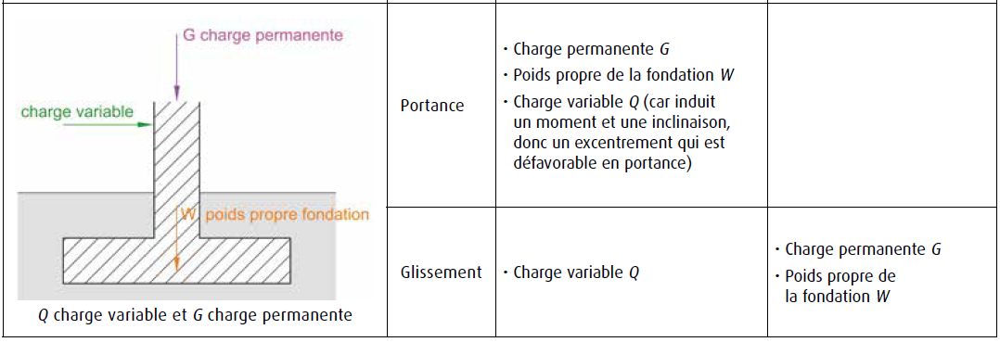 G charge permanente
charge variable
W poids propre fondation
Q charge variable et G charge permanente
Portance
• Charge permanente G
• Poids propre de la fondation W
• Charge variable Q (car induit
un moment et une inclinaison,
donc un excentrement qui est
défavorable en portance)
Glissement
• Charge variable Q
• Charge permanente G
• Poids propre de
la fondation W